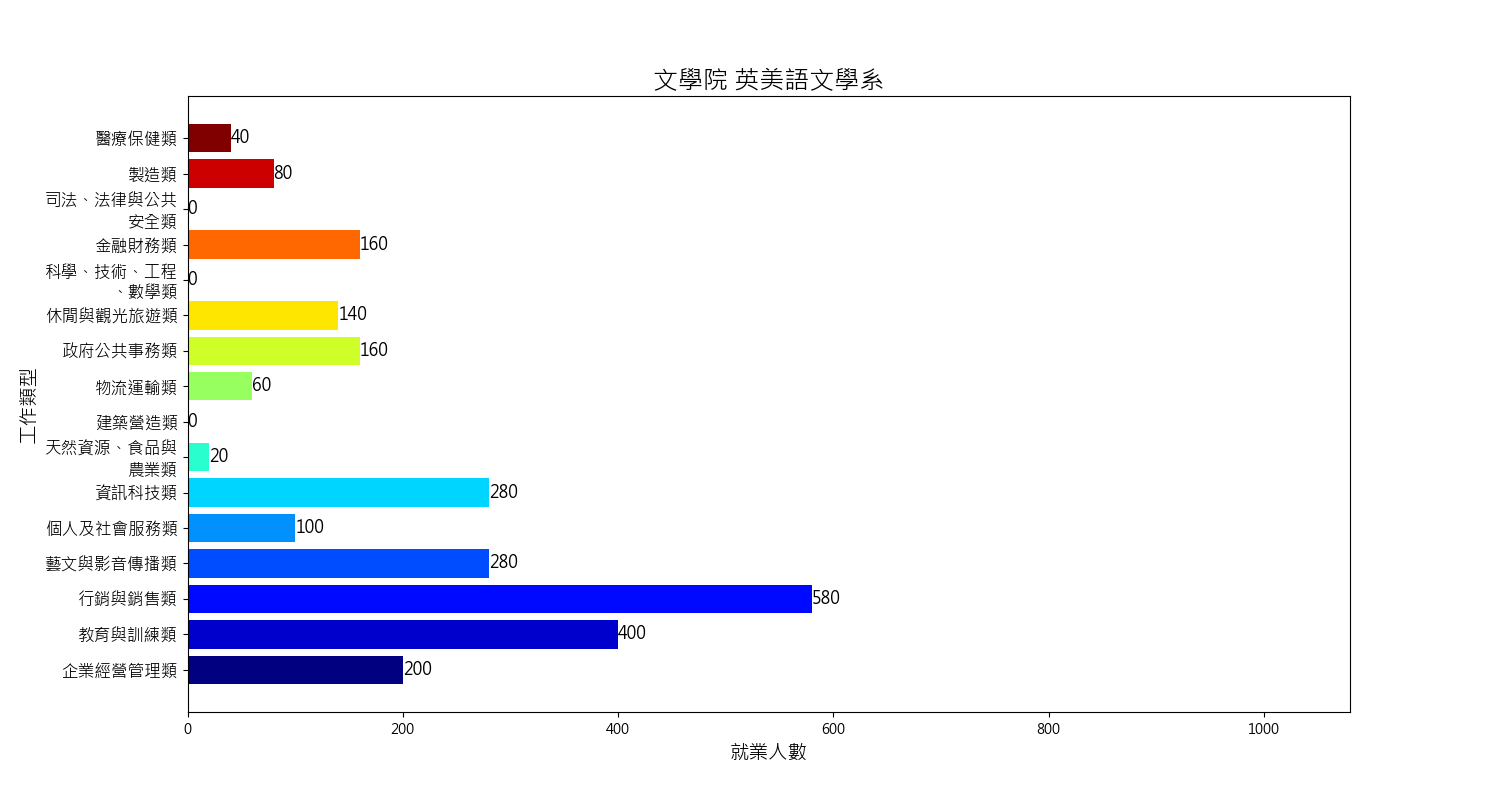 文學院 英美語文學系
醫療保健類
40
製造類
80
司法、法律與公共
安全類
0
金融財務類
160
科學、技術、工程
、數學類
0
休閒與觀光旅遊類
140
政府公共事務類
160
物流運輸類
60
建築營造類
0
天然資源、食品與
農業類
20
資訊科技類
280
個人及社會服務類
100
藝文與影音傳播類
280
行銷與銷售類
580
教育與訓練類
400
企業經營管理類
200
工作類型
0
200
400
600
800
1000
就業人數